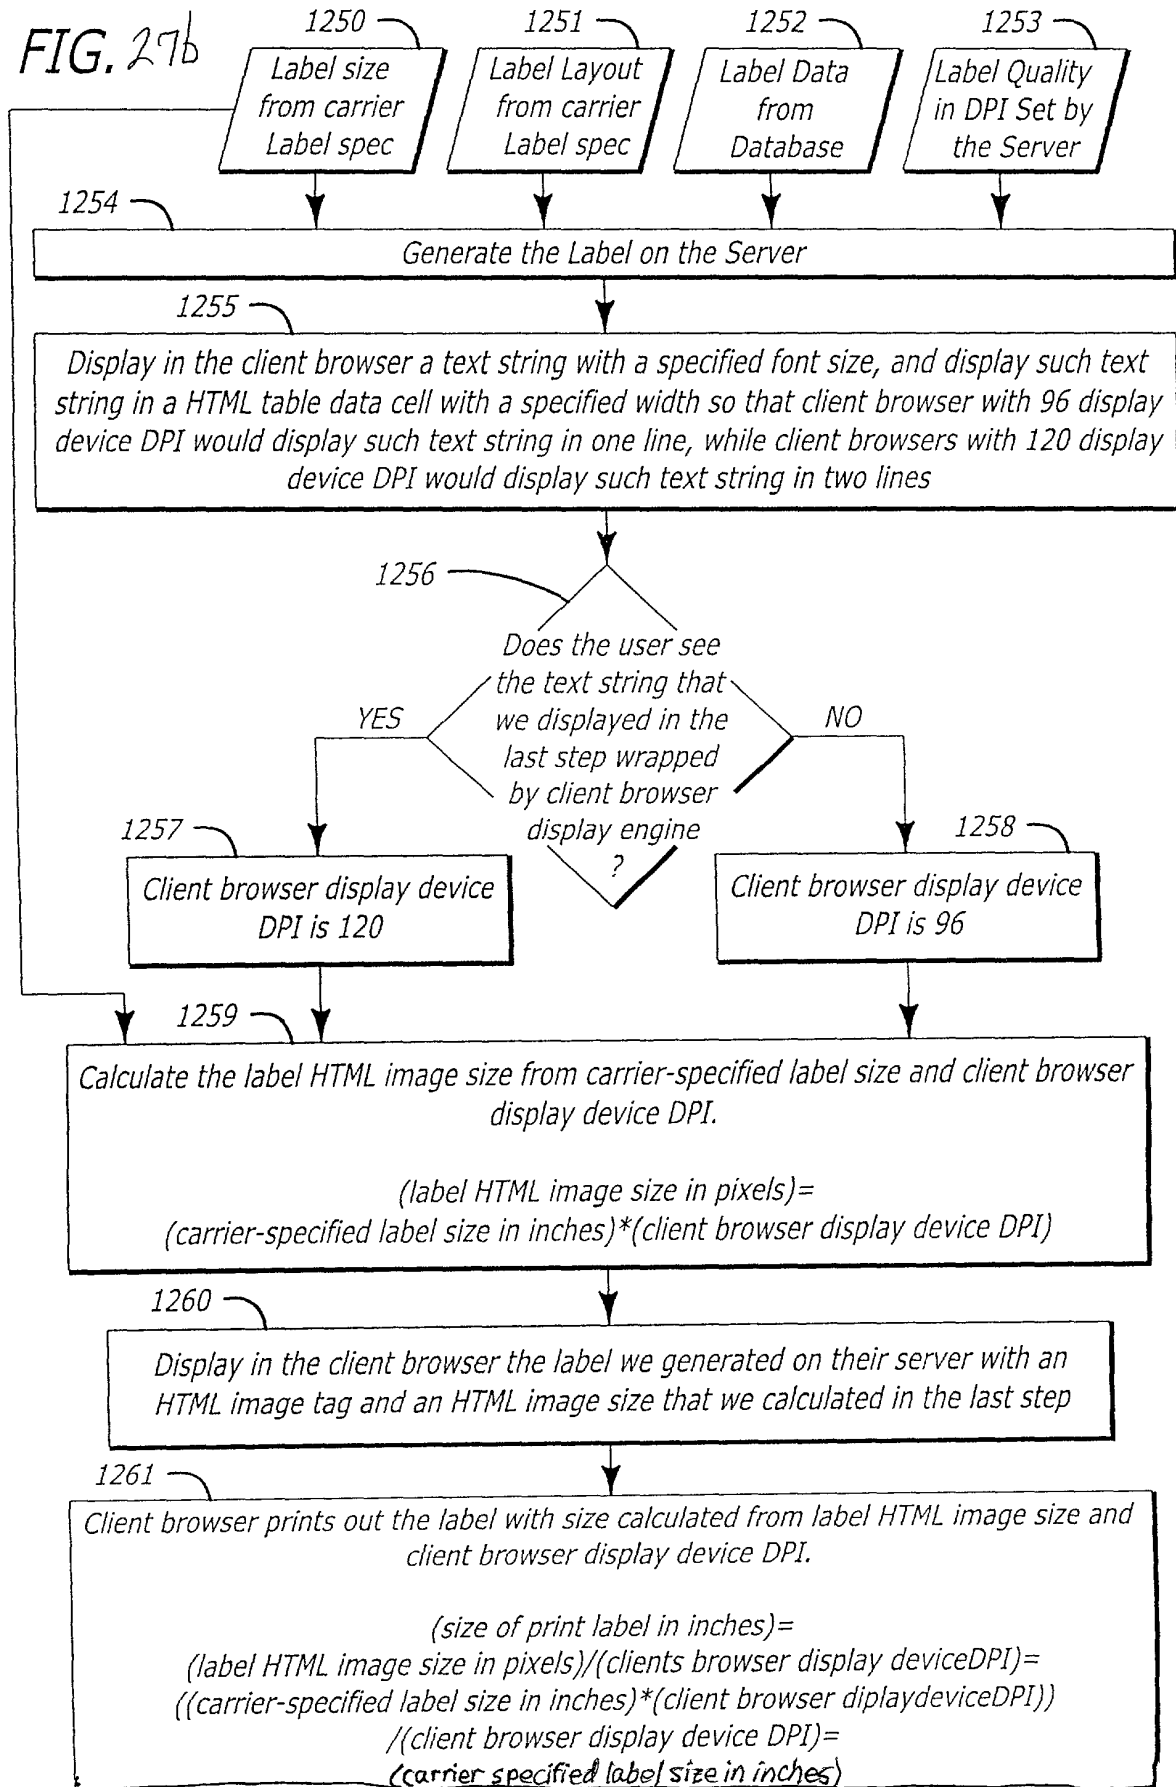 FIG. 27b
1250
1251
1252
1253
Label size
from carrier
Label spec
Label Layout
from carrier
Label spec
Label Data
from
Database
Label Quality
in DPI Set by
the Server
1254
Generate the Label on the Server
1255
Display in the client browser a text string with a specified font size, and display such text
string in a HTML table data cell with a specified width so that client browser with 96 display
device DPI would display such text string in one line, while client browsers with 120 display
device DPI would display such text string in two lines
1256
Does the user see
the text string that
we displayed in the
last step wrapped
by client browser
display engine
?
YES
NO
1257
Client browser display device
DPI is 120
1258
Client browser display device
DPI is 96
1259
Calculate the label HTML image size from carrier-specified label size and client browser
display device DPI.
(label HTML image size in pixels)=
(carrier-specified label size in inches)*(client browser display device DPI)
1260
Display in the client browser the label we generated on their server with an
HTML image tag and an HTML image size that we calculated in the last step
1261
Client browser prints out the label with size calculated from label HTML image size and
client browser display device DPI.
(size of print label in inches)=
(label HTML image size in pixels)/(clients browser display deviceDPI)=
((carrier-specified label size in inches)*(client browser diplaydeviceDPI))
/(client browser display device DPI)=
(carrier specified label size in inches)